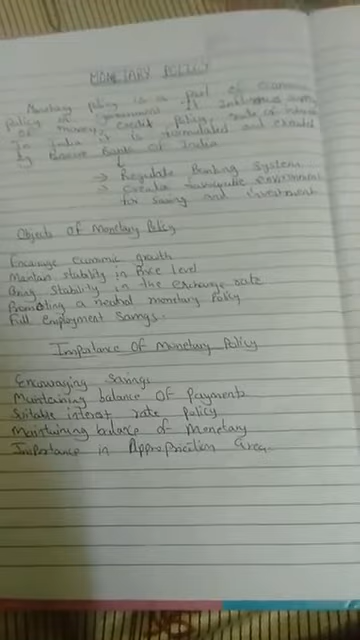 MONETARY POLICY
Monetary policy is a part of Economic
policy of government. It influences supply
of money, credit policy, rate of interest
In India it is formulated and executed
by Reserve Bank of India
→ Regulate Banking System
→ Creates favourable environment
for saving and investment
Objects of Monetary Policy
Encourage economic growth
Maintain stability in Price level
Bring stability in the exchange rate
Promoting a neutral monetary Policy
Full employment Savings.
Importance Of Monetary Policy
Encouraging Savings
Maintaining balance OF Payments
Suitable interest rate policy
Maintaining balance of Monetary
Importance in Area.